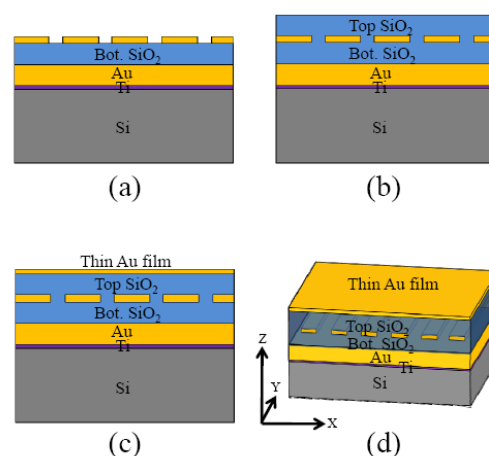 Bot. SiO₂
Au
Ti
Si
(a)
Top SiO₂
Bot. SiO₂
Au
Ti
Si
(b)
Thin Au film
Top SiO₂
Bot. SiO₂
Au
Ti
Si
(c)
Thin Au film
Top SiO₂
Bot. SiO₂
Au
Ti
Si
Z
Y
X
(d)